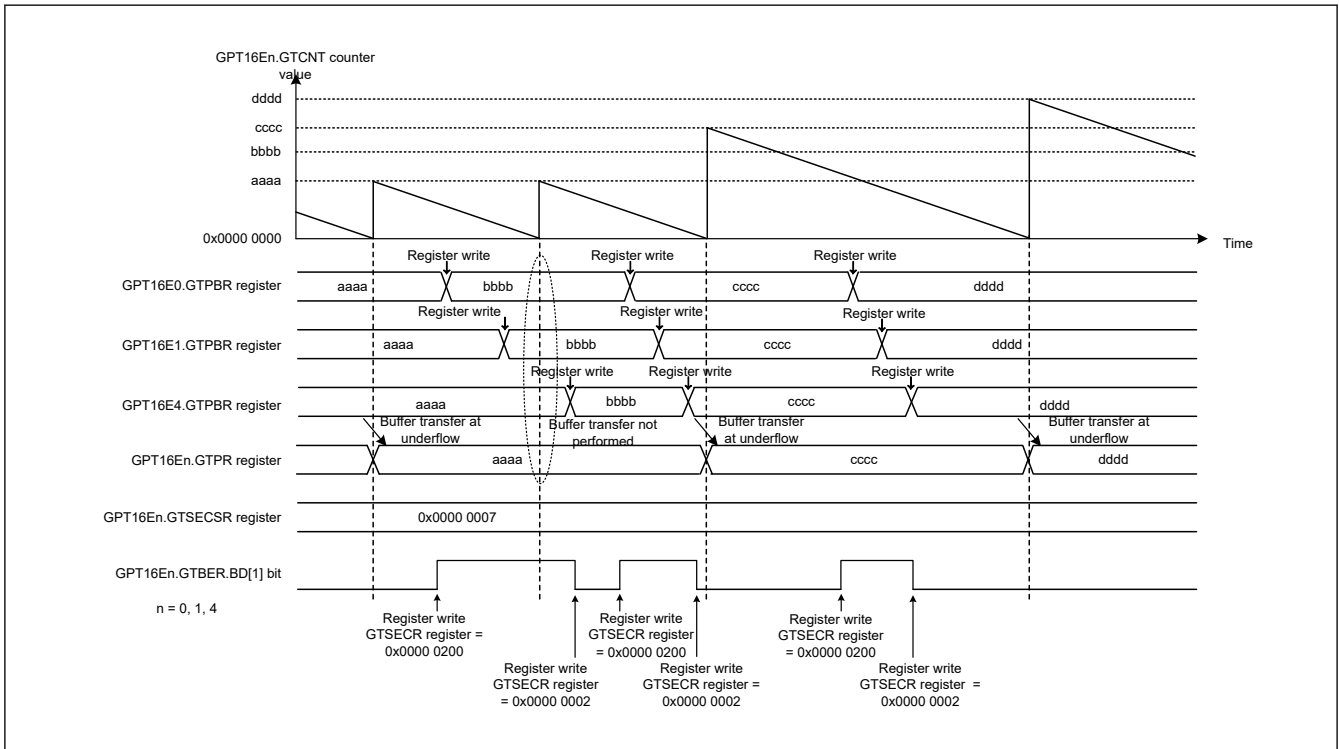 GPT16En.GTCNT counter
value
dddd
cccc
bbbb
aaaa
0x0000 0000
Time
Register write
Register write
Register write
GPT16E0.GTPBR register
aaaa
bbbb
cccc
dddd
Register write
Register write
Register write
GPT16E1.GTPBR register
aaaa
bbbb
cccc
dddd
Register write
Register write
Register write
GPT16E4.GTPBR register
aaaa
bbbb
cccc
dddd
Buffer transfer at
underflow
Buffer transfer not
performed
Buffer transfer
at underflow
Buffer transfer at
underflow
GPT16En.GTPR register
aaaa
cccc
dddd
GPT16En.GTSECSR register
0x0000 0007
GPT16En.GTBER.BD[1] bit
n = 0, 1, 4
Register write
GTSECR register =
0x0000 0200
Register write
GTSECR register
= 0x0000 0002
Register write
GTSECR register
= 0x0000 0200
Register write
GTSECR register =
0x0000 0002
Register write
GTSECR register
= 0x0000 0200
Register write
GTSECR register =
0x0000 0002